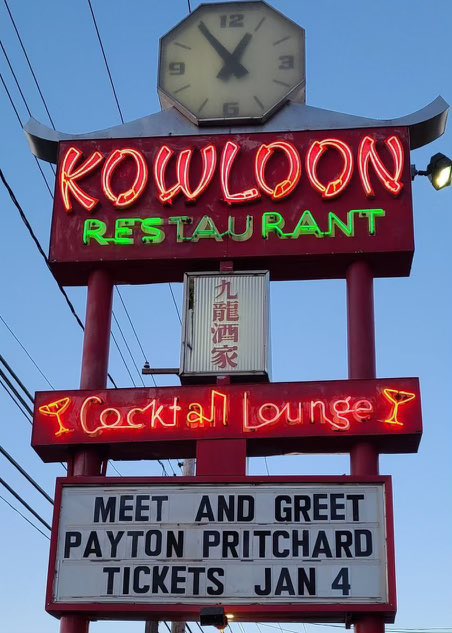 12
9 3
6
KOWLOON
RESTAURANT
九龍酒家
Cocktail Lounge
MEET AND GREET
PAYTON PRITCHARD
TICKETS JAN 4